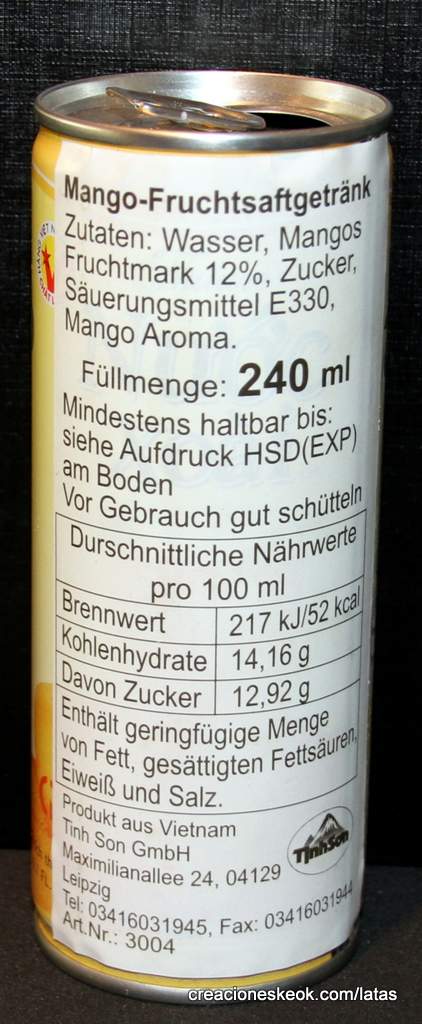 Mango-Fruchtsaftgetränk
Zutaten: Wasser, Mangos
Fruchtmark 12%, Zucker,
Säuerungsmittel E330,
Mango Aroma.
Füllmenge: 240 ml
Mindestens haltbar bis:
siehe Aufdruck HSD(EXP)
am Boden
Vor Gebrauch gut schütteln
Durschnittliche Nährwerte
pro 100 ml
Brennwert 217 kJ/52 kcal
Kohlenhydrate 14,16 g
Davon Zucker 12,92 g
Enthält geringfügige Menge
von Fett, gesättigten Fettsäuren,
Eiweiß und Salz.
Produkt aus Vietnam
Tinh Son GmbH
Maximilianallee 24, 04129
Leipzig
Tel: 03416031945, Fax: 03416031944
Art.Nr.: 3004
TinhSon
creacioneskeok.com/latas